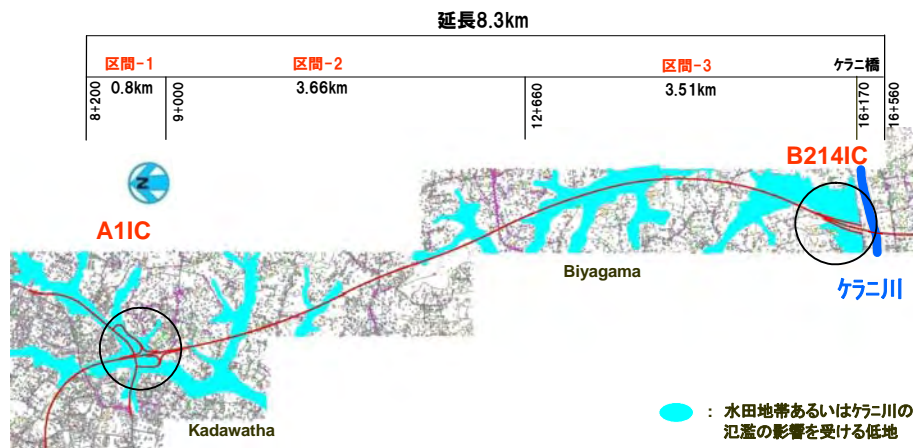 延長8.3km
区間-1
区間-2
区間-3
ケラニ橋
0.8km
3.66km
3.51km
8+200
9+000
12+660
16+170
16+560
B214IC
N
A1IC
Biyagama
ケラニ川
Kadawatha
: 水田地帯あるいはケラニ川の
氾濫の影響を受ける低地